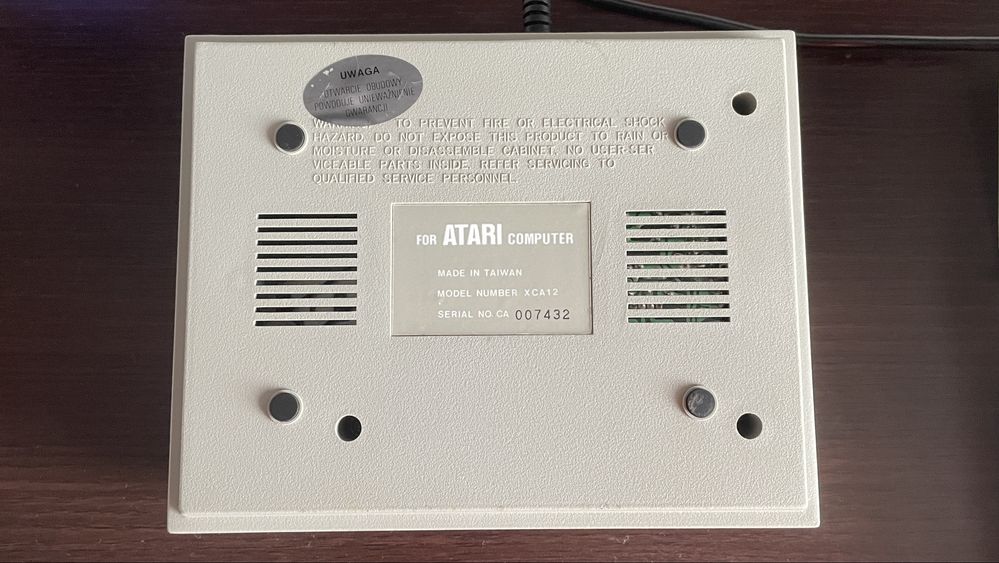 UWAGA
OTWARCIE OBUDOWY
POWODUJE UNIEWAŻNIENIE
GWARANCJI
TO PREVENT FIRE OR ELECTRICAL SHOCK
HAZARD, DO NOT EXPOSE THIS PRODUCT TO RAIN OR
MOISTURE OR DISASSEMBLE CABINET. NO USER-SER
VICEABLE PARTS INSIDE. REFER SERVICING TO
QUALIFIED SERVICE PERSONNEL.
FOR ATARI COMPUTER
MADE IN TAIWAN
MODEL NUMBER XCA12
SERIAL NO. CA 007432